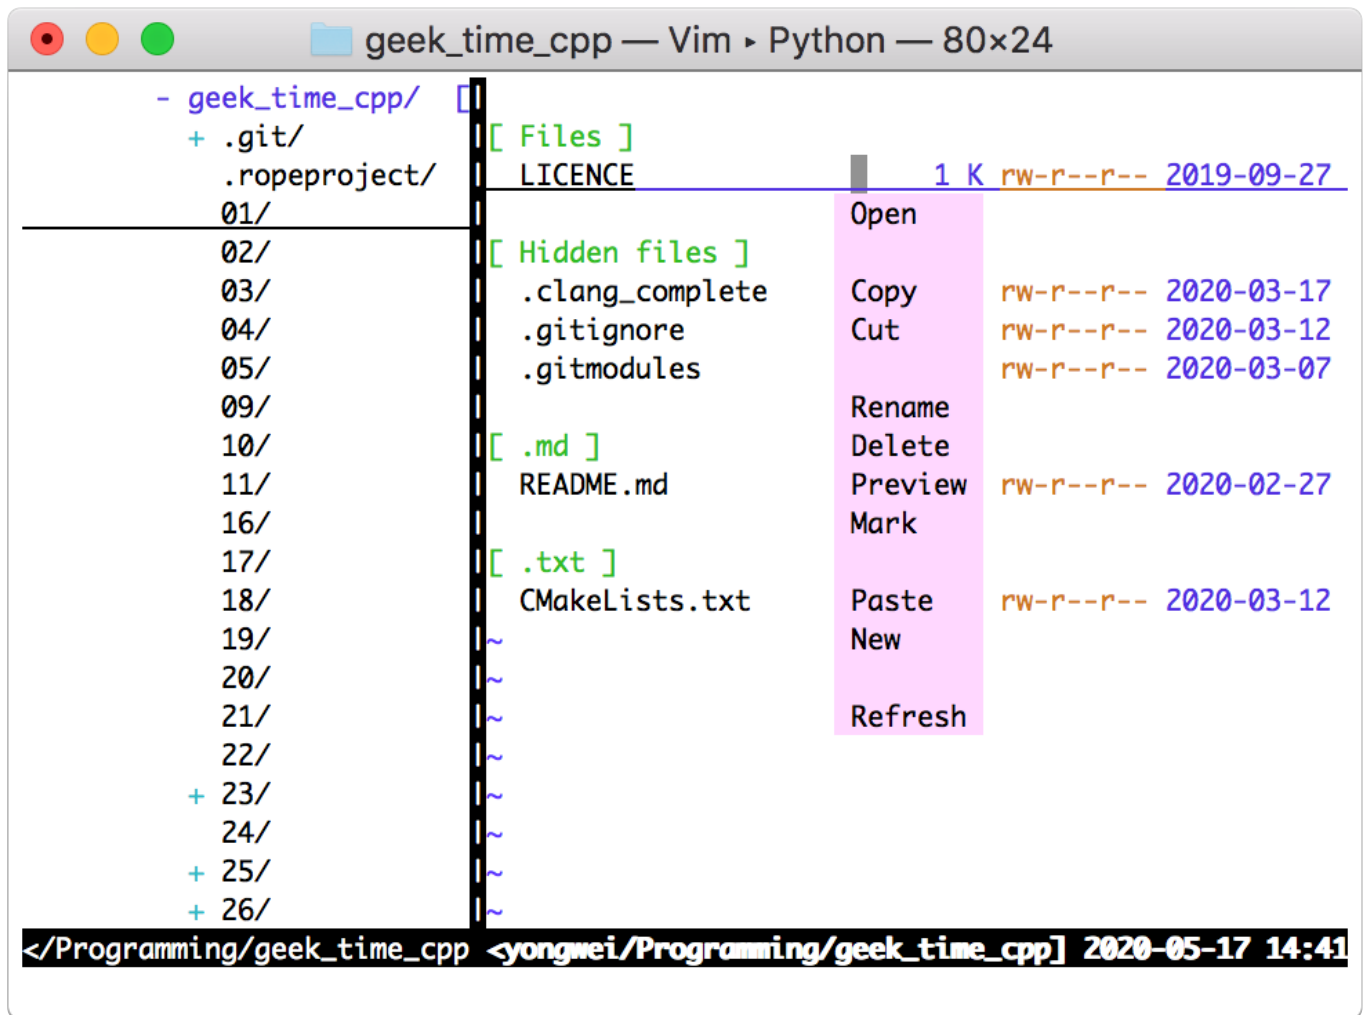 geek_time_cpp — Vim ▸ Python — 80×24
- geek_time_cpp/ [
+ .git/ [ Files ]
.ropeproject/ LICENCE 1 K rw-r--r-- 2019-09-27
01/ Open
02/ [ Hidden files ]
03/ .clang_complete Copy rw-r--r-- 2020-03-17
04/ .gitignore Cut rw-r--r-- 2020-03-12
05/ .gitmodules rw-r--r-- 2020-03-07
09/ Rename
10/ [ .md ] Delete
11/ README.md Preview rw-r--r-- 2020-02-27
16/ Mark
17/ [ .txt ]
18/ CMakeLists.txt Paste rw-r--r-- 2020-03-12
19/ ~ New
20/ ~
21/ ~ Refresh
22/ ~
+ 23/ ~
24/ ~
+ 25/ ~
+ 26/ ~
</Programming/geek_time_cpp <yongwei/Programming/geek_time_cpp] 2020-05-17 14:41